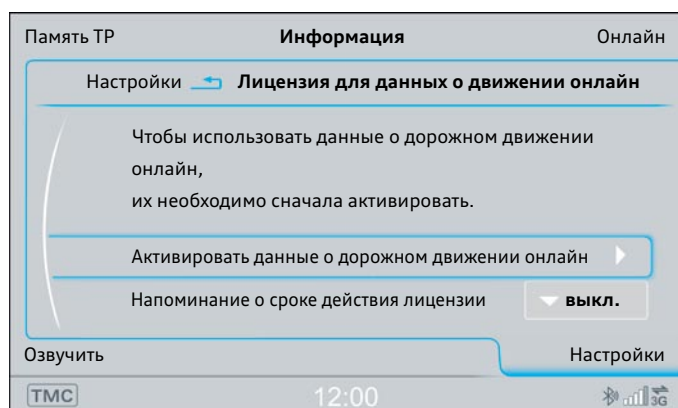 Память TP Информация Онлайн
Настройки Лицензия для данных о движении онлайн
Чтобы использовать данные о дорожном движении
онлайн,
их необходимо сначала активировать.
Активировать данные о дорожном движении онлайн
Напоминание о сроке действия лицензии выкл.
Озвучить Настройки
TMC 12:00 3G